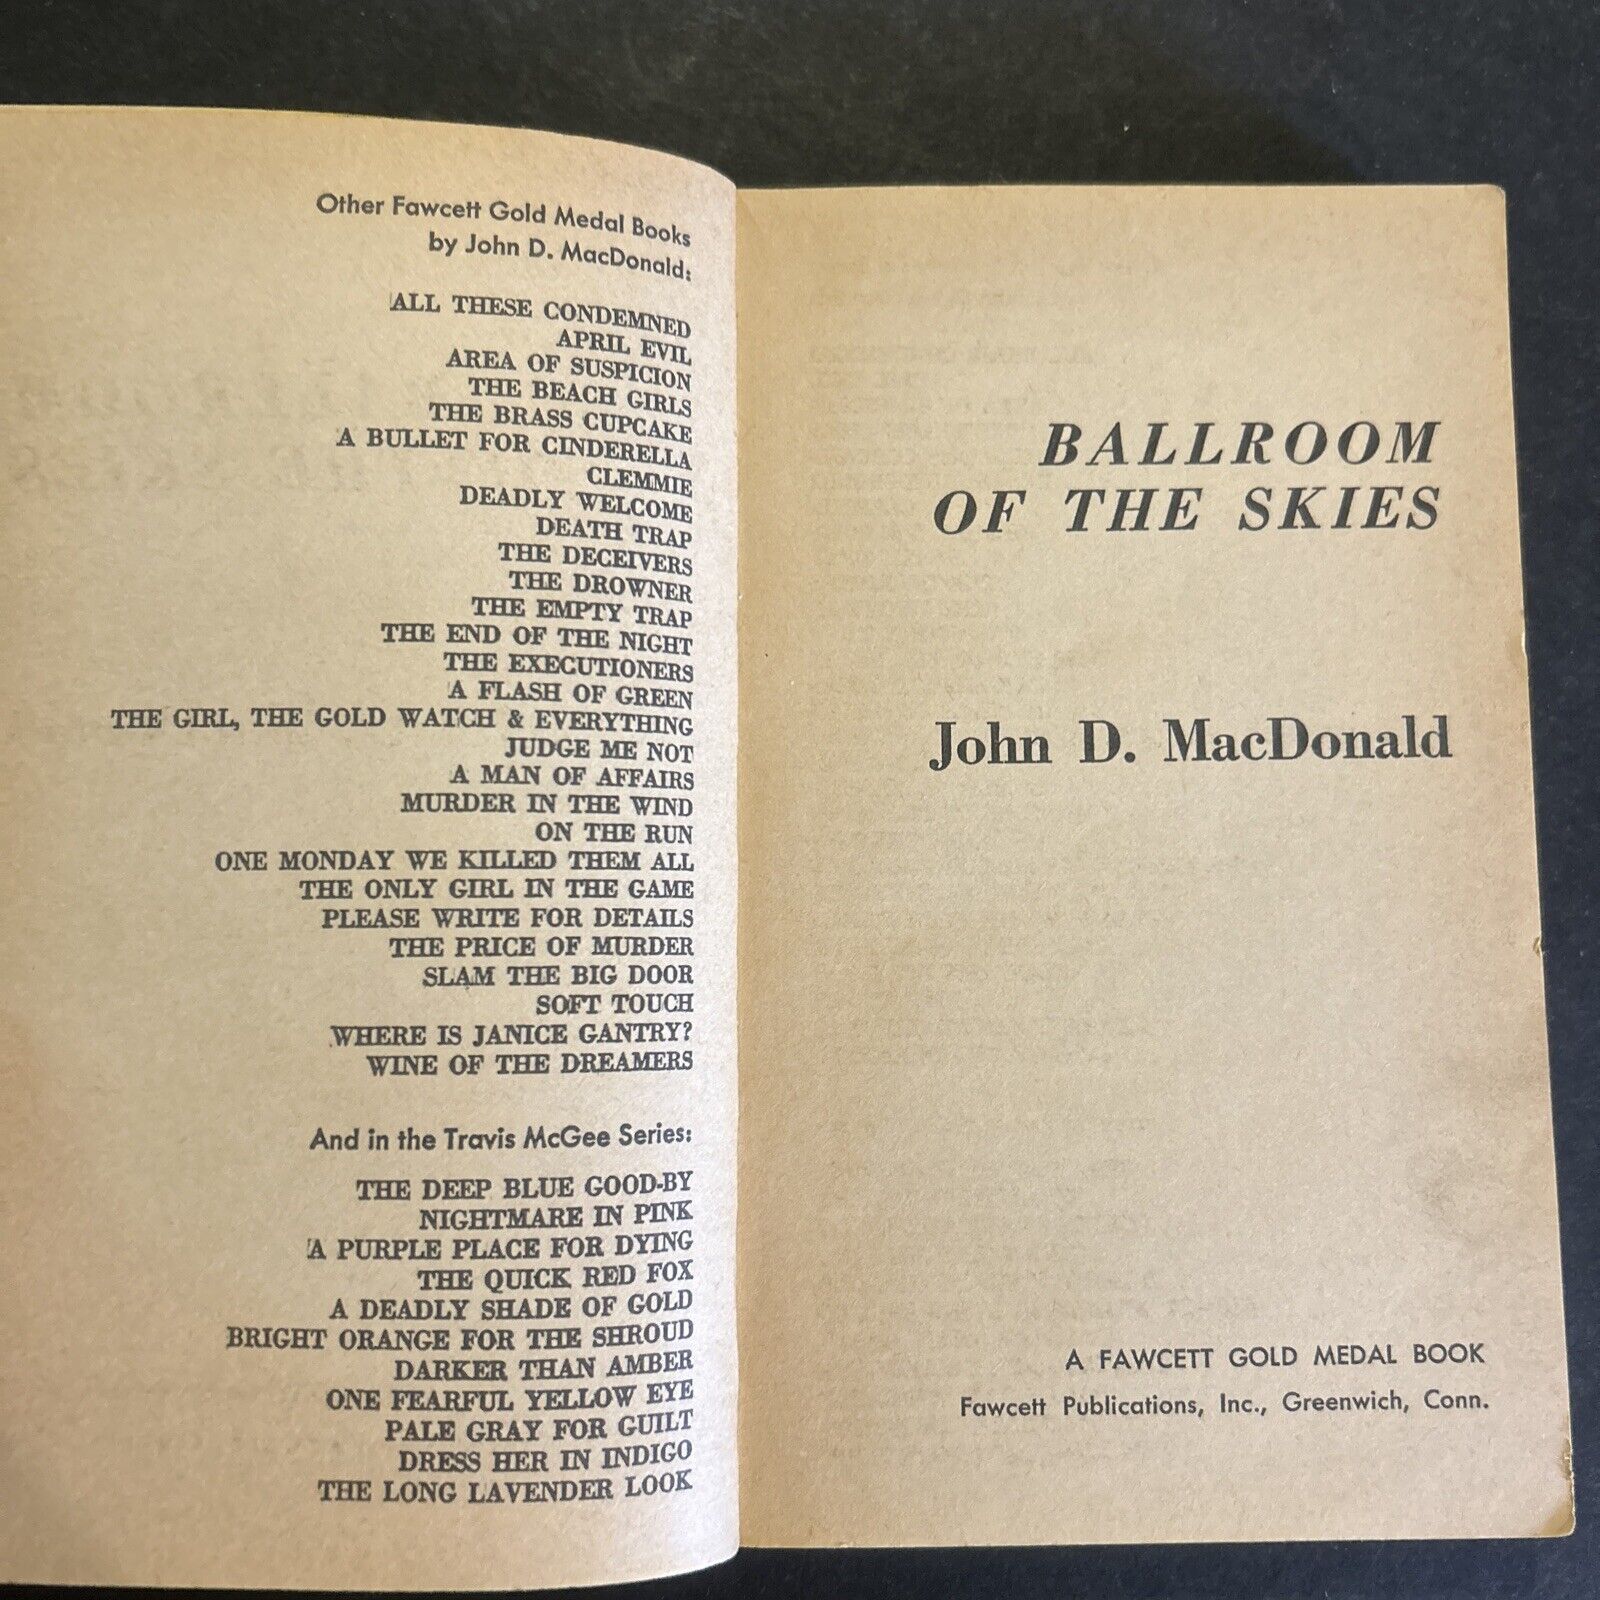 Other Fawcett Gold Medal Books
by John D. MacDonald:
ALL THESE CONDEMNED
APRIL EVIL
AREA OF SUSPICION
THE BEACH GIRLS
THE BRASS CUPCAKE
A BULLET FOR CINDERELLA
CLEMMIE
DEADLY WELCOME
DEATH TRAP
THE DECEIVERS
THE DROWNER
THE EMPTY TRAP
THE END OF THE NIGHT
THE EXECUTIONERS
A FLASH OF GREEN
THE GIRL, THE GOLD WATCH & EVERYTHING
JUDGE ME NOT
A MAN OF AFFAIRS
MURDER IN THE WIND
ON THE RUN
ONE MONDAY WE KILLED THEM ALL
THE ONLY GIRL IN THE GAME
PLEASE WRITE FOR DETAILS
THE PRICE OF MURDER
SLAM THE BIG DOOR
SOFT TOUCH
WHERE IS JANICE GANTRY?
WINE OF THE DREAMERS
And in the Travis McGee Series:
THE DEEP BLUE GOOD-BY
NIGHTMARE IN PINK
A PURPLE PLACE FOR DYING
THE QUICK RED FOX
A DEADLY SHADE OF GOLD
BRIGHT ORANGE FOR THE SHROUD
DARKER THAN AMBER
ONE FEARFUL YELLOW EYE
PALE GRAY FOR GUILT
DRESS HER IN INDIGO
THE LONG LAVENDER LOOK
BALLROOM
OF THE SKIES
John D. MacDonald
A FAWCETT GOLD MEDAL BOOK
Fawcett Publications, Inc., Greenwich, Conn.